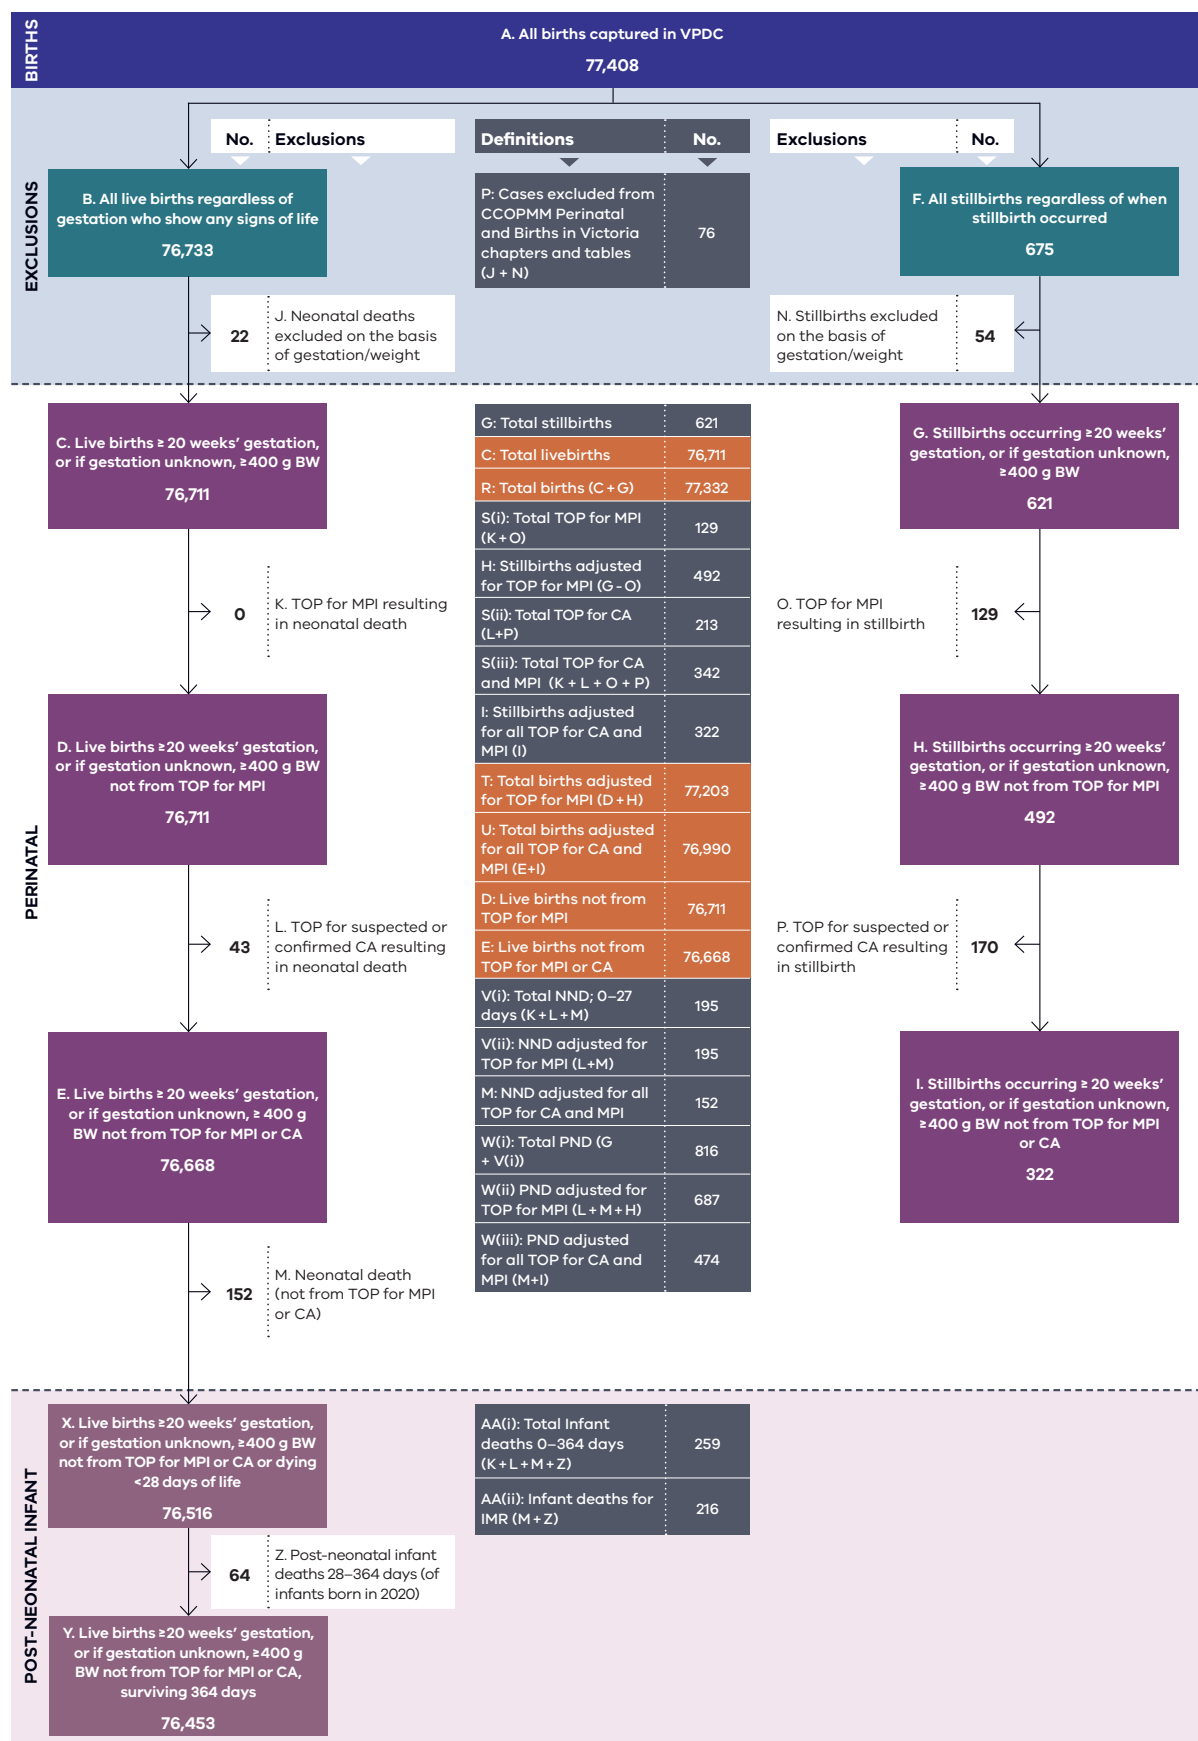 BIRTHS
A. All births captured in VPDC
77,408
EXCLUSIONS
No. Exclusions
B. All live births regardless of
gestation who show any signs of life
76,733
22
J. Neonatal deaths
excluded on the basis
of gestation/weight
Definitions No.
P: Cases excluded from
CCOPMM Perinatal
and Births in Victoria
chapters and tables
(J + N)
76
Exclusions No.
F. All stillbirths regardless of when
stillbirth occurred
675
N. Stillbirths excluded
on the basis of
gestation/weight
54
PERINATAL
C. Live births ≥ 20 weeks’ gestation,
or if gestation unknown, ≥400 g BW
76,711
0
K. TOP for MPI resulting
in neonatal death
D. Live births ≥20 weeks’ gestation,
or if gestation unknown, ≥400 g BW
not from TOP for MPI
76,711
43
L. TOP for suspected or
confirmed CA resulting
in neonatal death
E. Live births ≥ 20 weeks’ gestation,
or if gestation unknown, ≥ 400 g
BW not from TOP for MPI or CA
76,668
152
M. Neonatal death
(not from TOP for MPI
or CA)
G: Total stillbirths 621
C: Total livebirths 76,711
R: Total births (C + G) 77,332
S(i): Total TOP for MPI
(K + O)
129
H: Stillbirths adjusted
for TOP for MPI (G - O)
492
S(ii): Total TOP for CA
(L+P)
213
S(iii): Total TOP for CA
and MPI (K + L + O + P)
342
I: Stillbirths adjusted
for all TOP for CA and
MPI (I)
322
T: Total births adjusted
for TOP for MPI (D + H)
77,203
U: Total births adjusted
for all TOP for CA and
MPI (E+I)
76,990
D: Live births not from
TOP for MPI
76,711
E: Live births not from
TOP for MPI or CA
76,668
V(i): Total NND; 0–27
days (K + L + M)
195
V(ii): NND adjusted for
TOP for MPI (L+M)
195
M: NND adjusted for all
TOP for CA and MPI
152
W(i): Total PND (G
+ V(i))
816
W(ii) PND adjusted for
TOP for MPI (L + M + H)
687
W(iii): PND adjusted
for all TOP for CA and
MPI (M+I)
474
G. Stillbirths occurring ≥20 weeks’
gestation, or if gestation unknown,
≥400 g BW
621
O. TOP for MPI
resulting in stillbirth
129
H. Stillbirths occurring ≥20 weeks’
gestation, or if gestation unknown,
≥400 g BW not from TOP for MPI
492
P. TOP for suspected or
confirmed CA resulting
in stillbirth
170
I. Stillbirths occurring ≥ 20 weeks’
gestation, or if gestation unknown,
≥400 g BW not from TOP for MPI
or CA
322
POST-NEONATAL INFANT
X. Live births ≥20 weeks’ gestation,
or if gestation unknown, ≥400 g BW
not from TOP for MPI or CA or dying
<28 days of life
76,516
64
Z. Post-neonatal infant
deaths 28–364 days (of
infants born in 2020)
Y. Live births ≥20 weeks’ gestation,
or if gestation unknown, ≥400 g
BW not from TOP for MPI or CA,
surviving 364 days
76,453
AA(i): Total Infant
deaths 0–364 days
(K + L + M + Z)
259
AA(ii): Infant deaths for
IMR (M + Z)
216